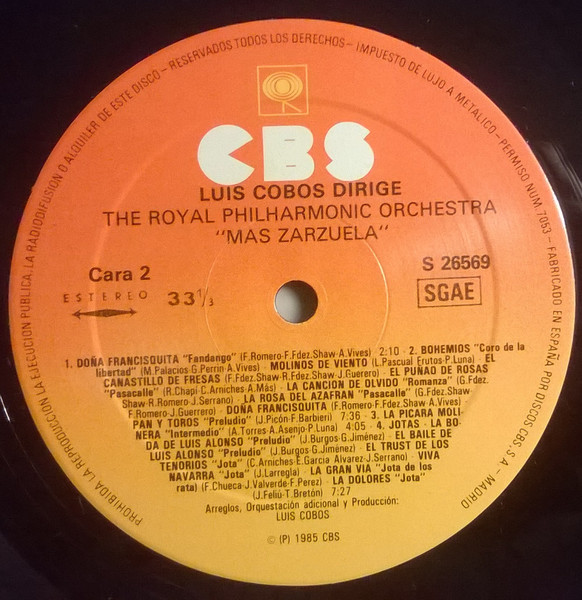 PROHIBIDA LA REPRODUCCIÓN, LA EJECUCIÓN PUBLICA, LA RADIODIFUSION O ALQUILER DE ESTE DISCO - RESERVADOS TODOS LOS DERECHOS - IMPUESTO DE LUJO A METALICO - PERMISO NUM. 7053 - FABRICADO EN ESPAÑA POR DISCOS CBS, S. A. - MADRID
CBS
LUIS COBOS DIRIGE
THE ROYAL PHILHARMONIC ORCHESTRA
"MAS ZARZUELA"
Cara 2
S 26569
ESTEREO 33 1/3
SGAE
1. DOÑA FRANCISQUITA "Fandango" (F.Romero-F.Fdez.Shaw-A.Vives) 2:10 - 2. BOHEMIOS "Coro de la
libertad" (M.Palacios-G.Perrin-A.Vives) MOLINOS DE VIENTO (L.Pascual Frutos-P.Luna) - EL
CANASTILLO DE FRESAS (F.Romero-F.Fdez.Shaw-J.Guerrero) EL PUÑAO DE ROSAS
"Pasacalle" (R.Chapi-C.Arniches-A.Más) LA CANCION DE OLVIDO "Romanza" (G.Fdez.
Shaw-F.Romero-J.Serrano) LA ROSA DEL AZAFRAN "Pasacalle" (G.Fdez.Shaw-
F.Romero-J.Guerrero) DOÑA FRANCISQUITA (F.Romero-F.Fdez.Shaw-A.Vives)
PAN Y TOROS "Preludio" (J.Picón-F.Barbieri) 7:36 - 3. LA PICARA MOLI-
NERA "Intermedio" (A.Torres A.Asenjo-P.Luna) 4:05 - 4. JOTAS - LA BO-
DA DE LUIS ALONSO "Preludio" (J.Burgos-G.Jiménez) - EL BAILE DE
LUIS ALONSO "Preludio" (J.Burgos-G.Jiménez) EL TRUST DE LOS
TENORIOS "Jota" (C.Arniches-E.Garcia Alvarez-J.Serrano) - VIVA
NAVARRA "Jota" (J.Larregla) - LA GRAN VIA "Jota de los
rata) (F.Chueca-J.Valverde-F.Perez) - LA DOLORES "Jota"
(J.Feliú-T.Bretón) 7:27
Arreglos, Orquestación adicional y Producción:
LUIS COBOS
© (P) 1985 CBS